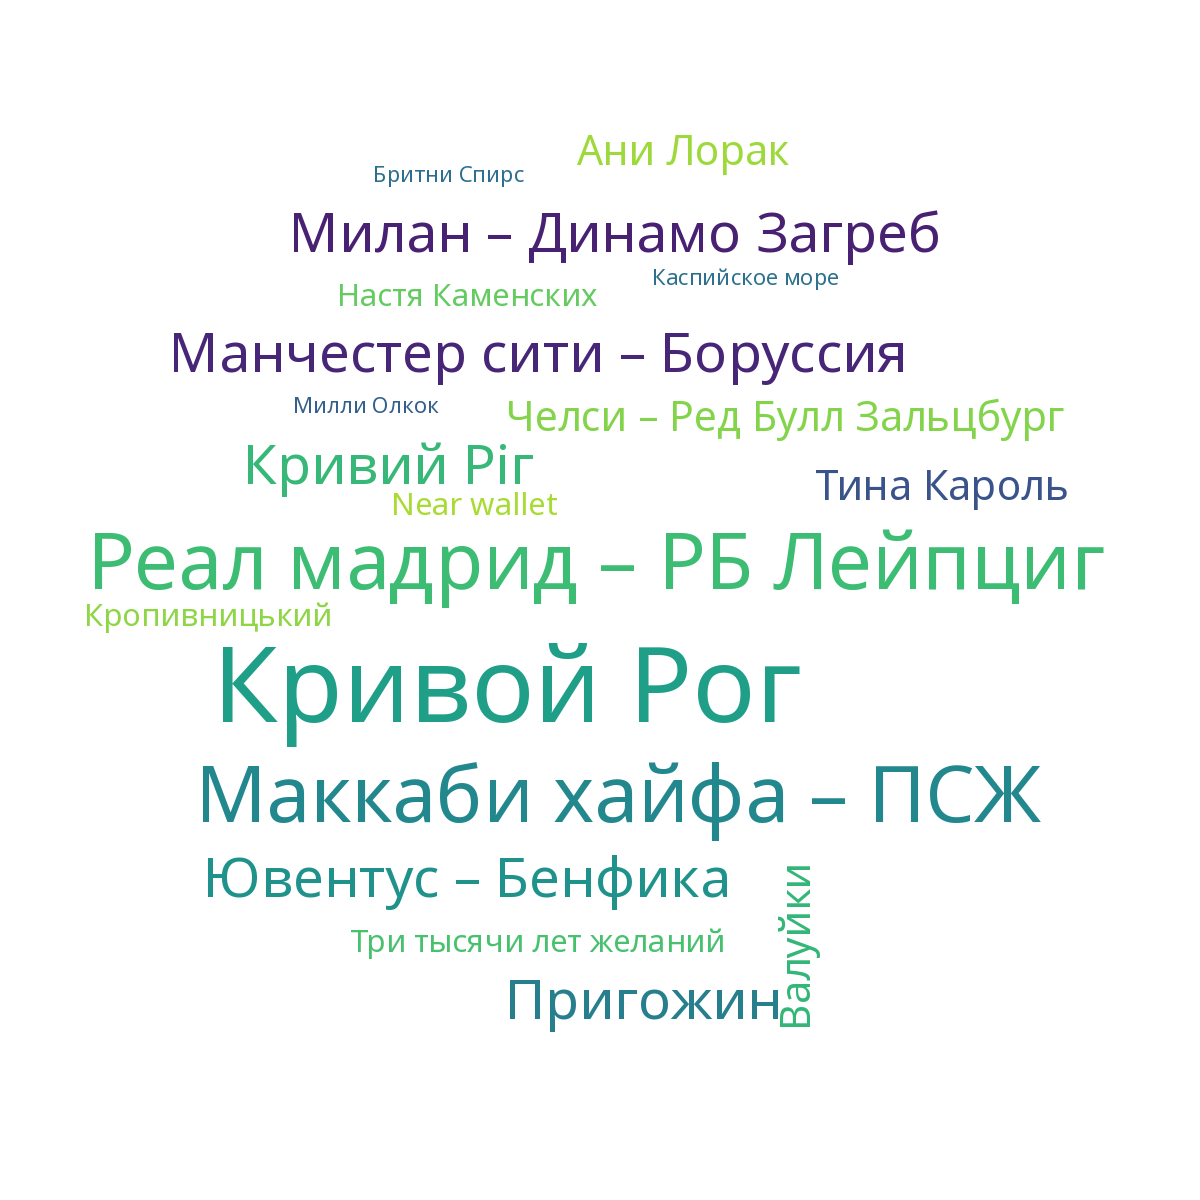 Ани Лорак
Бритни Спирс
Милан – Динамо Загреб
Каспийское море
Настя Каменских
Манчестер сити – Боруссия
Милли Олкок
Челси – Ред Булл Зальцбург
Кривий Ріг
Тина Кароль
Near wallet
Реал мадрид – РБ Лейпциг
Кропивницький
Кривой Рог
Маккаби хайфа – ПСЖ
Ювентус – Бенфика
Валуйки
Три тысячи лет желаний
Пригожин